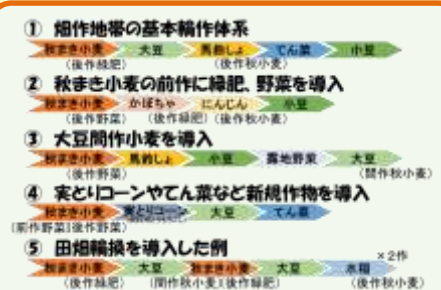 ① 畑作地帯の基本輪作体系
秋まき小麦 大豆 馬鈴しょ てん菜 小豆
(後作緑肥) (後作秋小麦)
② 秋まき小麦の前作に緑肥、野菜を導入
秋まき小麦 かぼちゃ にんじん 小豆
(後作野菜) (後作緑肥) (後作秋小麦)
③ 大豆間作小麦を導入
秋まき小麦 馬鈴しょ 小豆 露地野菜 大豆
(後作野菜) (間作秋小麦)
④ 実とりコーンやてん菜など新規作物を導入
秋まき小麦 実とりコーン 大豆 てん菜
(前作野菜)(後作野菜)
⑤ 田畑輪換を導入した例
×2作
秋まき小麦 大豆 秋まき小麦 大豆 水稲
(後作緑肥) (間作秋小麦)(後作緑肥) (後作秋小麦)